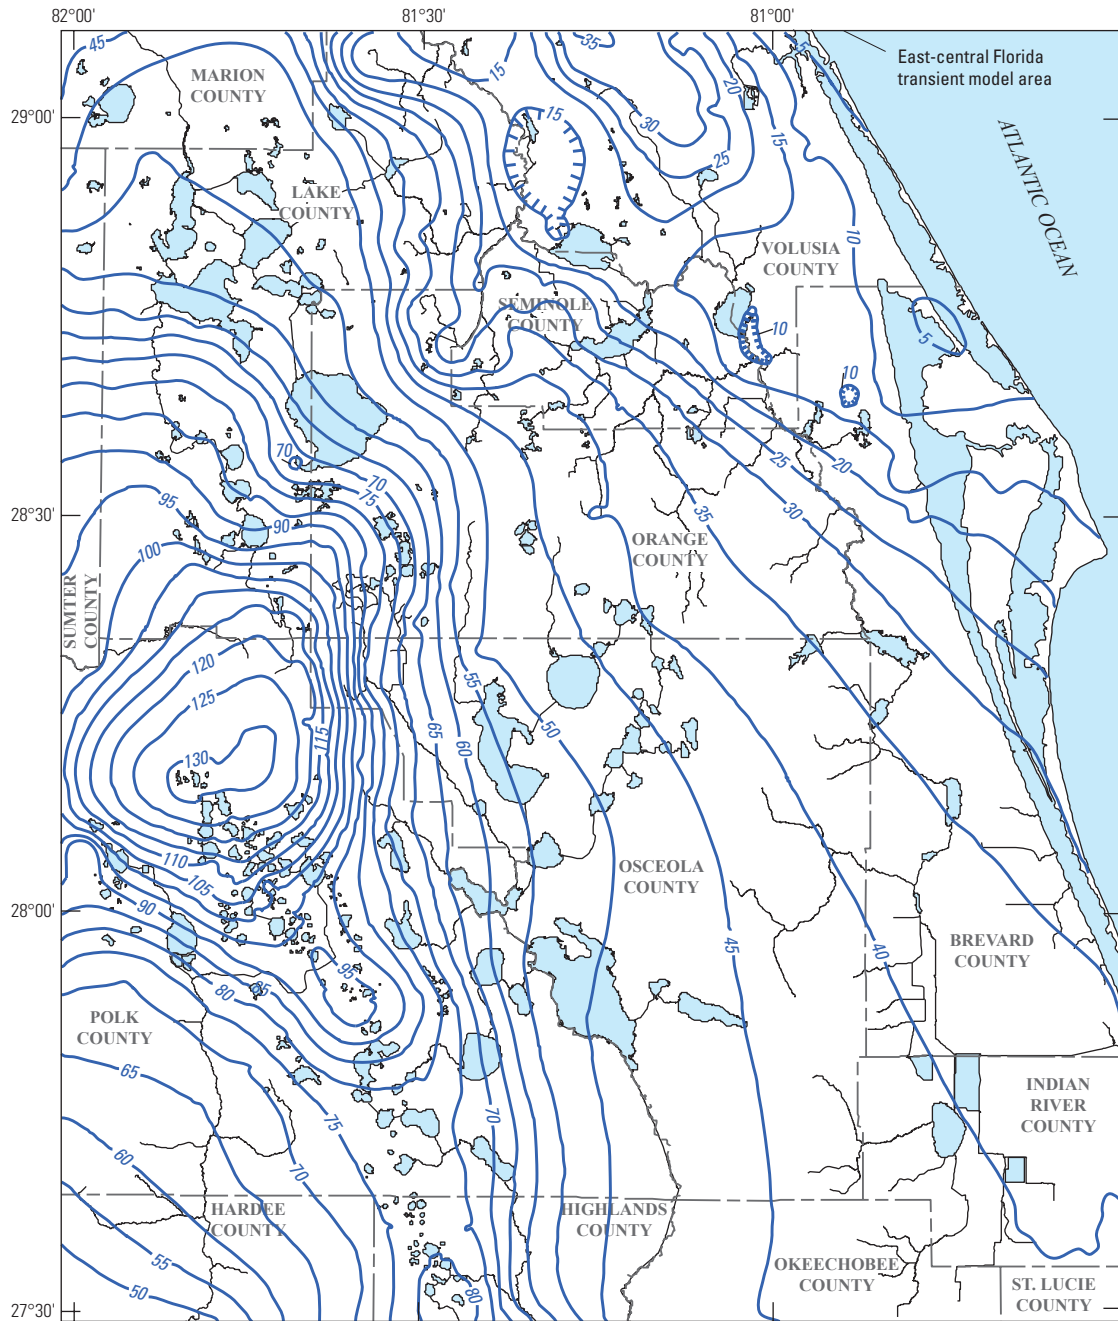 82°00'
81°30'
81°00'
45
35
15
5
East-central Florida
transient model area
MARION
COUNTY
20
29°00'
15
30
15
25
ATLANTIC OCEAN
LAKE
COUNTY
10
VOLUSIA
COUNTY
SEMINOLE
COUNTY
10
5
10
70
70
75
25
20
95
90
35
30
28°30'
100
ORANGE
COUNTY
SUMTER
COUNTY
120
125
55
50
115
65
60
130
110
105
OSCEOLA
COUNTY
90
28°00'
45
40
BREVARD
COUNTY
95
85
80
POLK
COUNTY
65
75
70
INDIAN
RIVER
COUNTY
60
70
HARDEE
COUNTY
HIGHLANDS
COUNTY
55
50
80
OKEECHOBEE
COUNTY
ST. LUCIE
COUNTY
27°30'